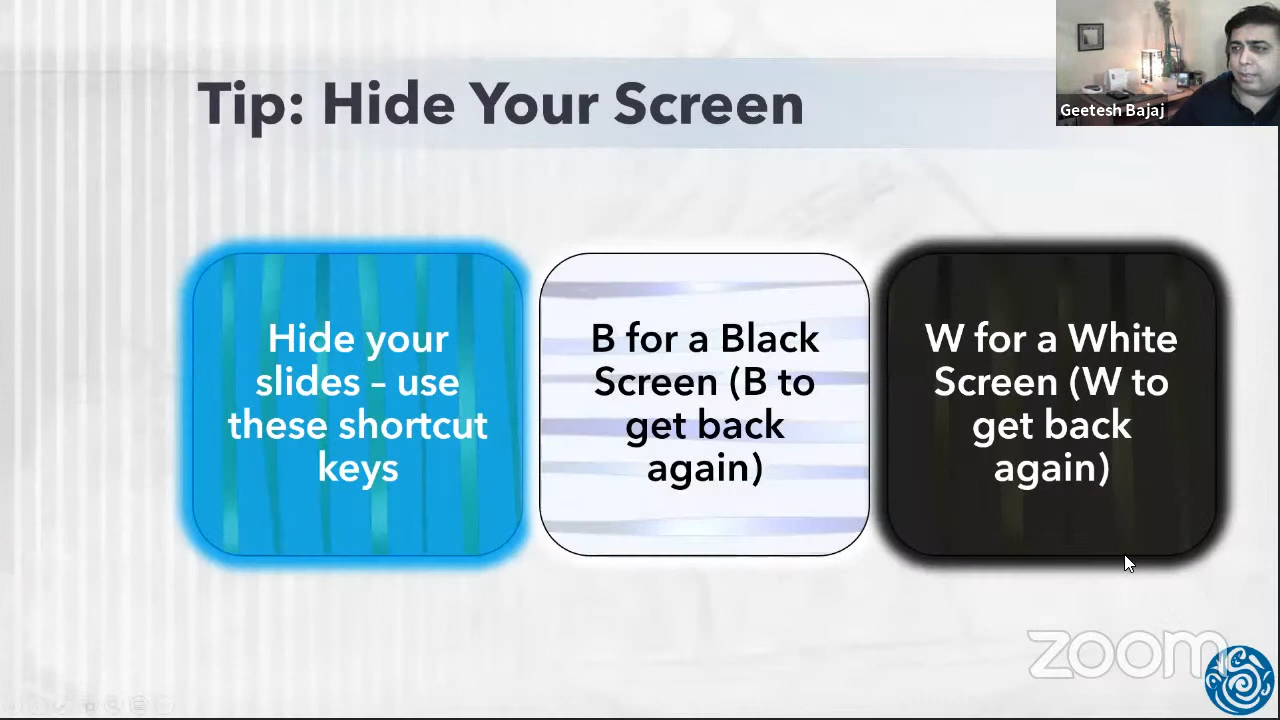 Tip: Hide Your Screen
Geetesh Bajaj
Hide your
slides – use
these shortcut
keys
B for a Black
Screen (B to
get back
again)
W for a White
Screen (W to
get back
again)
zoom